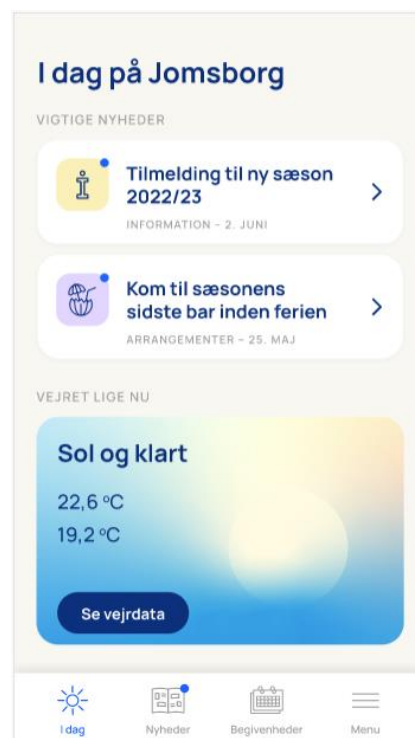 I dag på Jomsborg
VIGTIGE NYHEDER
Tilmelding til ny sæson
2022/23
INFORMATION – 2. JUNI
Kom til sæsonens
sidste bar inden ferien
ARRANGEMENTER – 25. MAJ
VEJRET LIGE NU
Sol og klart
22,6 °C
19,2 °C
Se vejrdata
I dag
Nyheder
Begivenheder
Menu